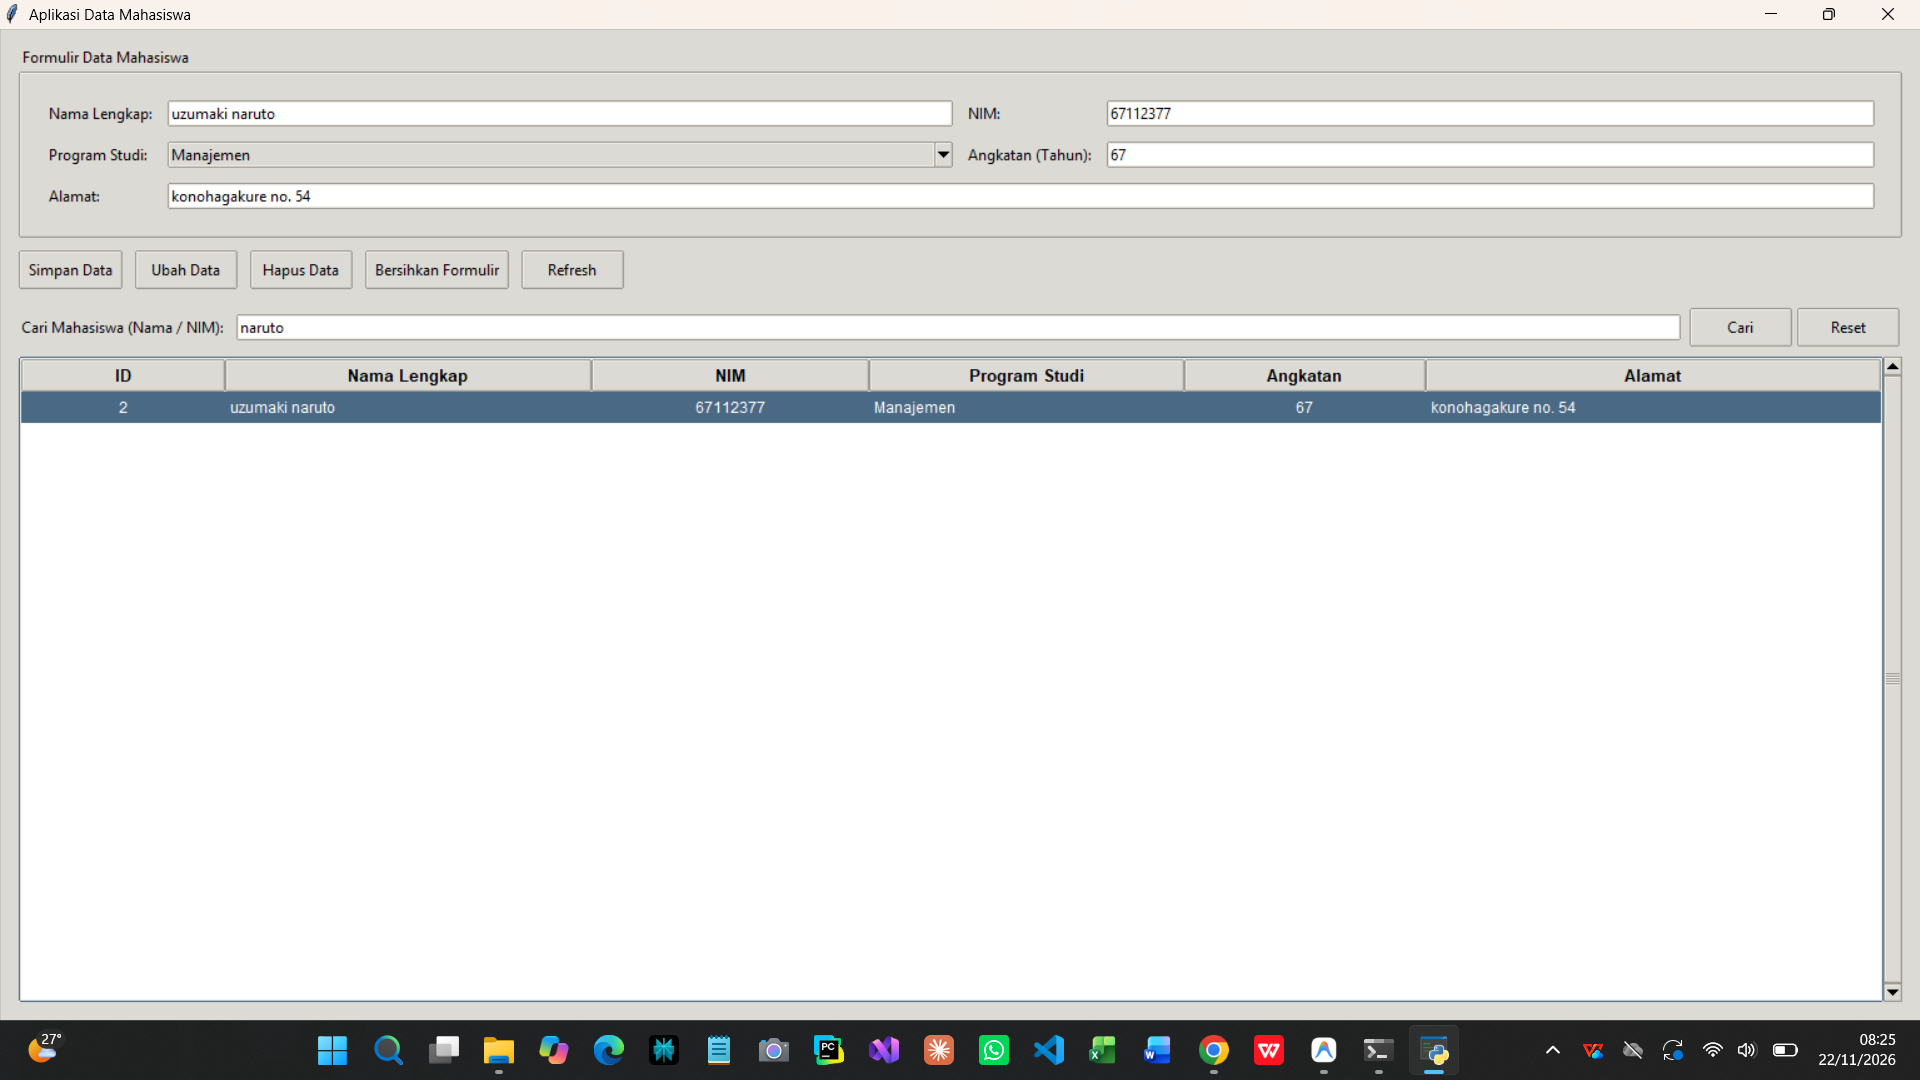 Aplikasi Data Mahasiswa
Formulir Data Mahasiswa
Nama Lengkap: uzumaki naruto NIM: 67112377
Program Studi: Manajemen Angkatan (Tahun): 67
Alamat: konohagakure no. 54
Simpan Data Ubah Data Hapus Data Bersihkan Formulir Refresh
Cari Mahasiswa (Nama / NIM): naruto Cari Reset
ID Nama Lengkap NIM Program Studi Angkatan Alamat
2 uzumaki naruto 67112377 Manajemen 67 konohagakure no. 54
27°
PC
W
08:25
22/11/2026